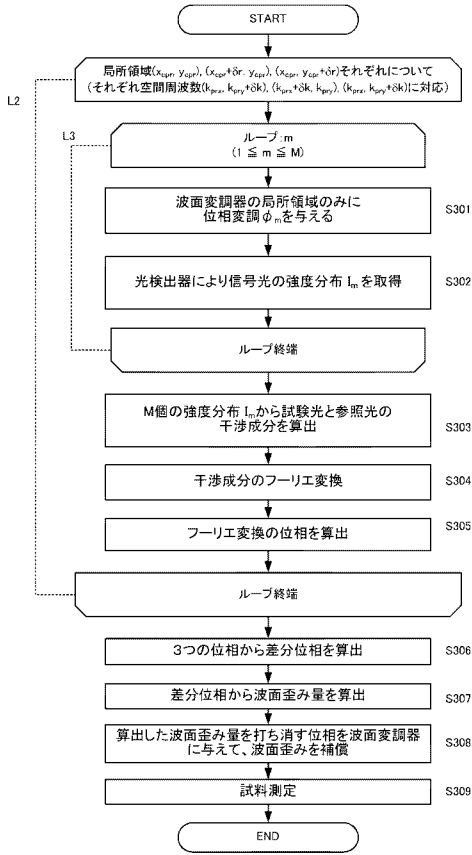 START
局所領域(xcpr, ycpr), (xcpr+δr, ycpr), (xcpr, ycpr+δr)それぞれについて
(それぞれ空間周波数(kprx, kpry+δk), (kprx+δk, kpry), (kprx, kpry+δk)に対応)
L2
L3
ループ:m
(1 ≦ m ≦ M)
波面変調器の局所領域のみに
位相変調φmを与える
S301
光検出器により信号光の強度分布 Imを取得
S302
ループ終端
M個の強度分布 Imから試験光と参照光の
干渉成分を算出
S303
干渉成分のフーリエ変換
S304
フーリエ変換の位相を算出
S305
ループ終端
3つの位相から差分位相を算出
S306
差分位相から波面歪み量を算出
S307
算出した波面歪み量を打ち消す位相を波面変調器
に与えて、波面歪みを補償
S308
試料測定
S309
END